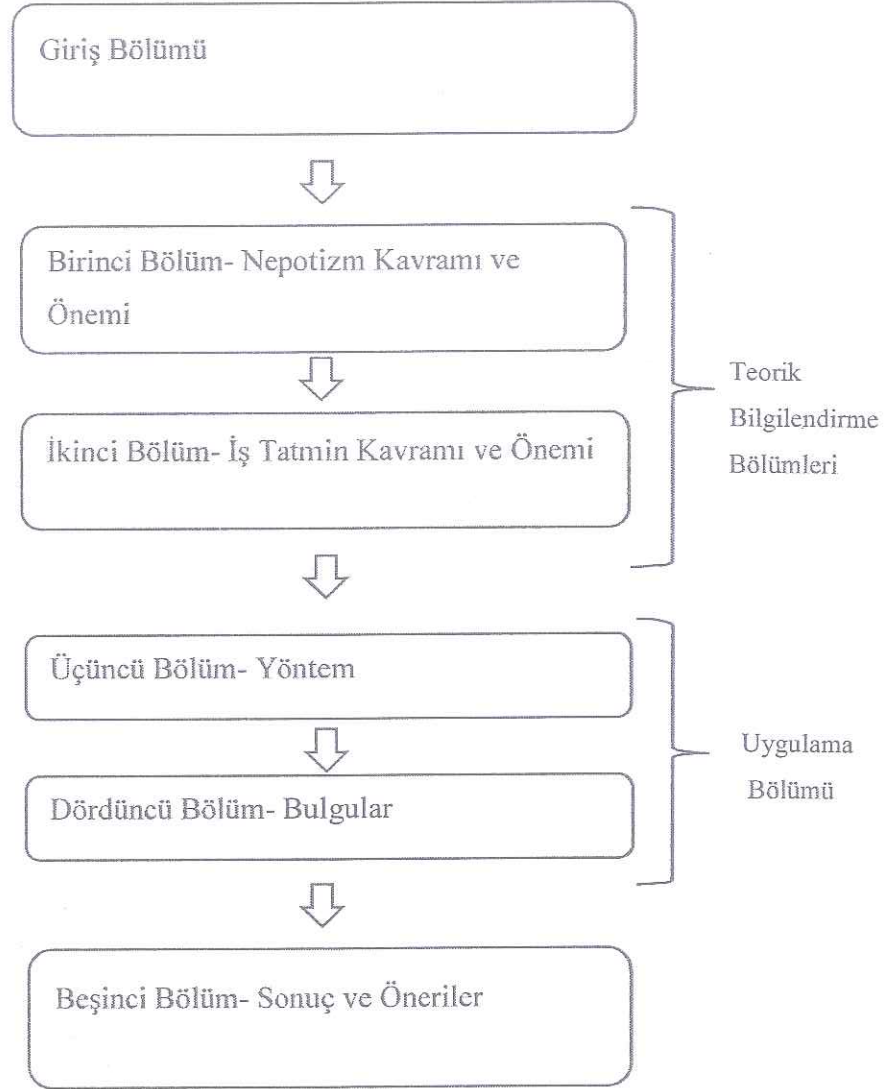 Giriş Bölümü
Birinci Bölüm- Nepotizm Kavramı ve
Önemi
İkinci Bölüm- İş Tatmin Kavramı ve Önemi
Teorik
Bilgilendirme
Bölümleri
Üçüncü Bölüm- Yöntem
Dördüncü Bölüm- Bulgular
Uygulama
Bölümü
Beşinci Bölüm- Sonuç ve Öneriler